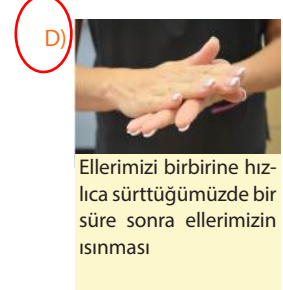 D)
Ellerimizi birbirine hız-
lıca sürttüğümüzde bir
süre sonra ellerimizin
ısınması